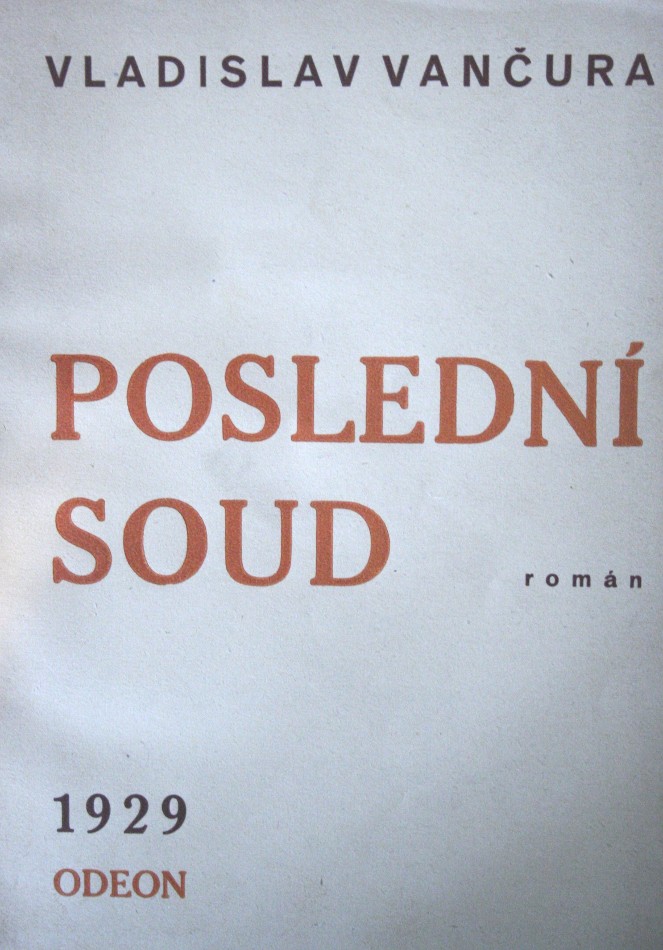 VLADISLAV VANČURA
POSLEDNÍ
SOUD
román
1929
ODEON